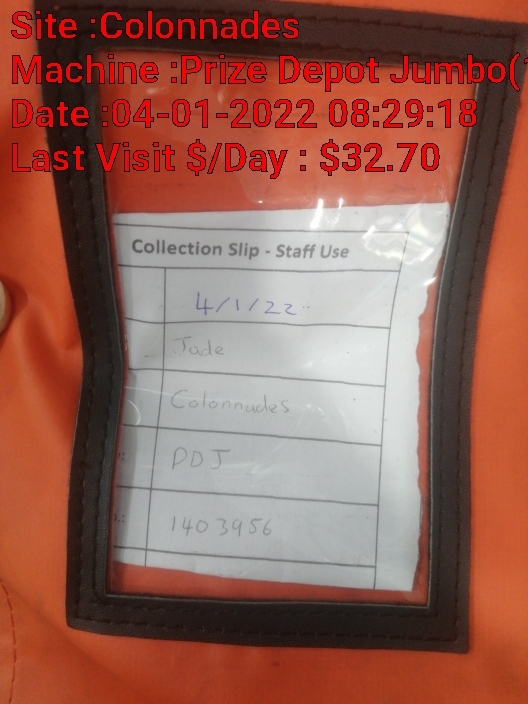 Site :Colonnades
Machine :Prize Depot Jumbo(
Date :04-01-2022 08:29:18
Last Visit $/Day : $32.70
Collection Slip - Staff Use
4/1/22
Jade
Colonnades
PDJ
1403956